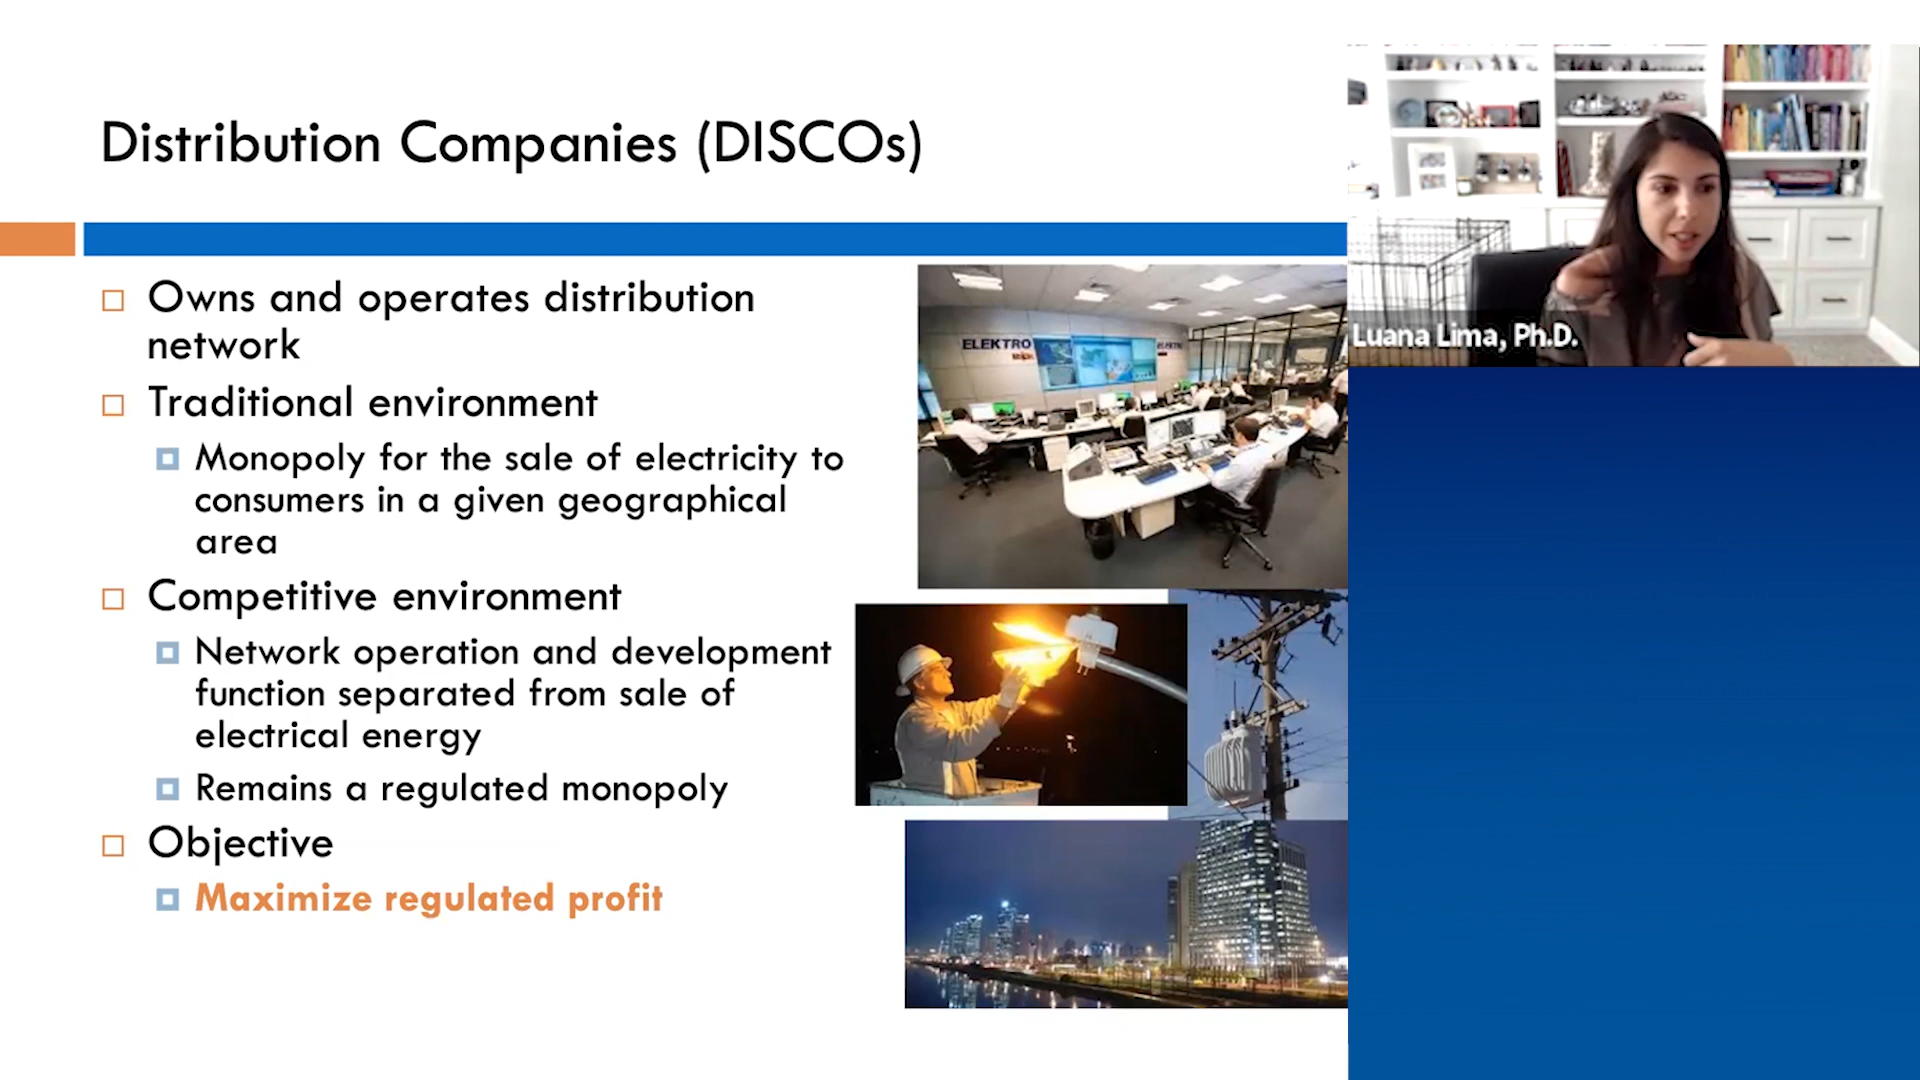 Distribution Companies (DISCOs)
Owns and operates distribution
network
Traditional environment
Monopoly for the sale of electricity to
consumers in a given geographical
area
Competitive environment
Network operation and development
function separated from sale of
electrical energy
Remains a regulated monopoly
Objective
Maximize regulated profit
ELEKTRO
Luana Lima, Ph.D.